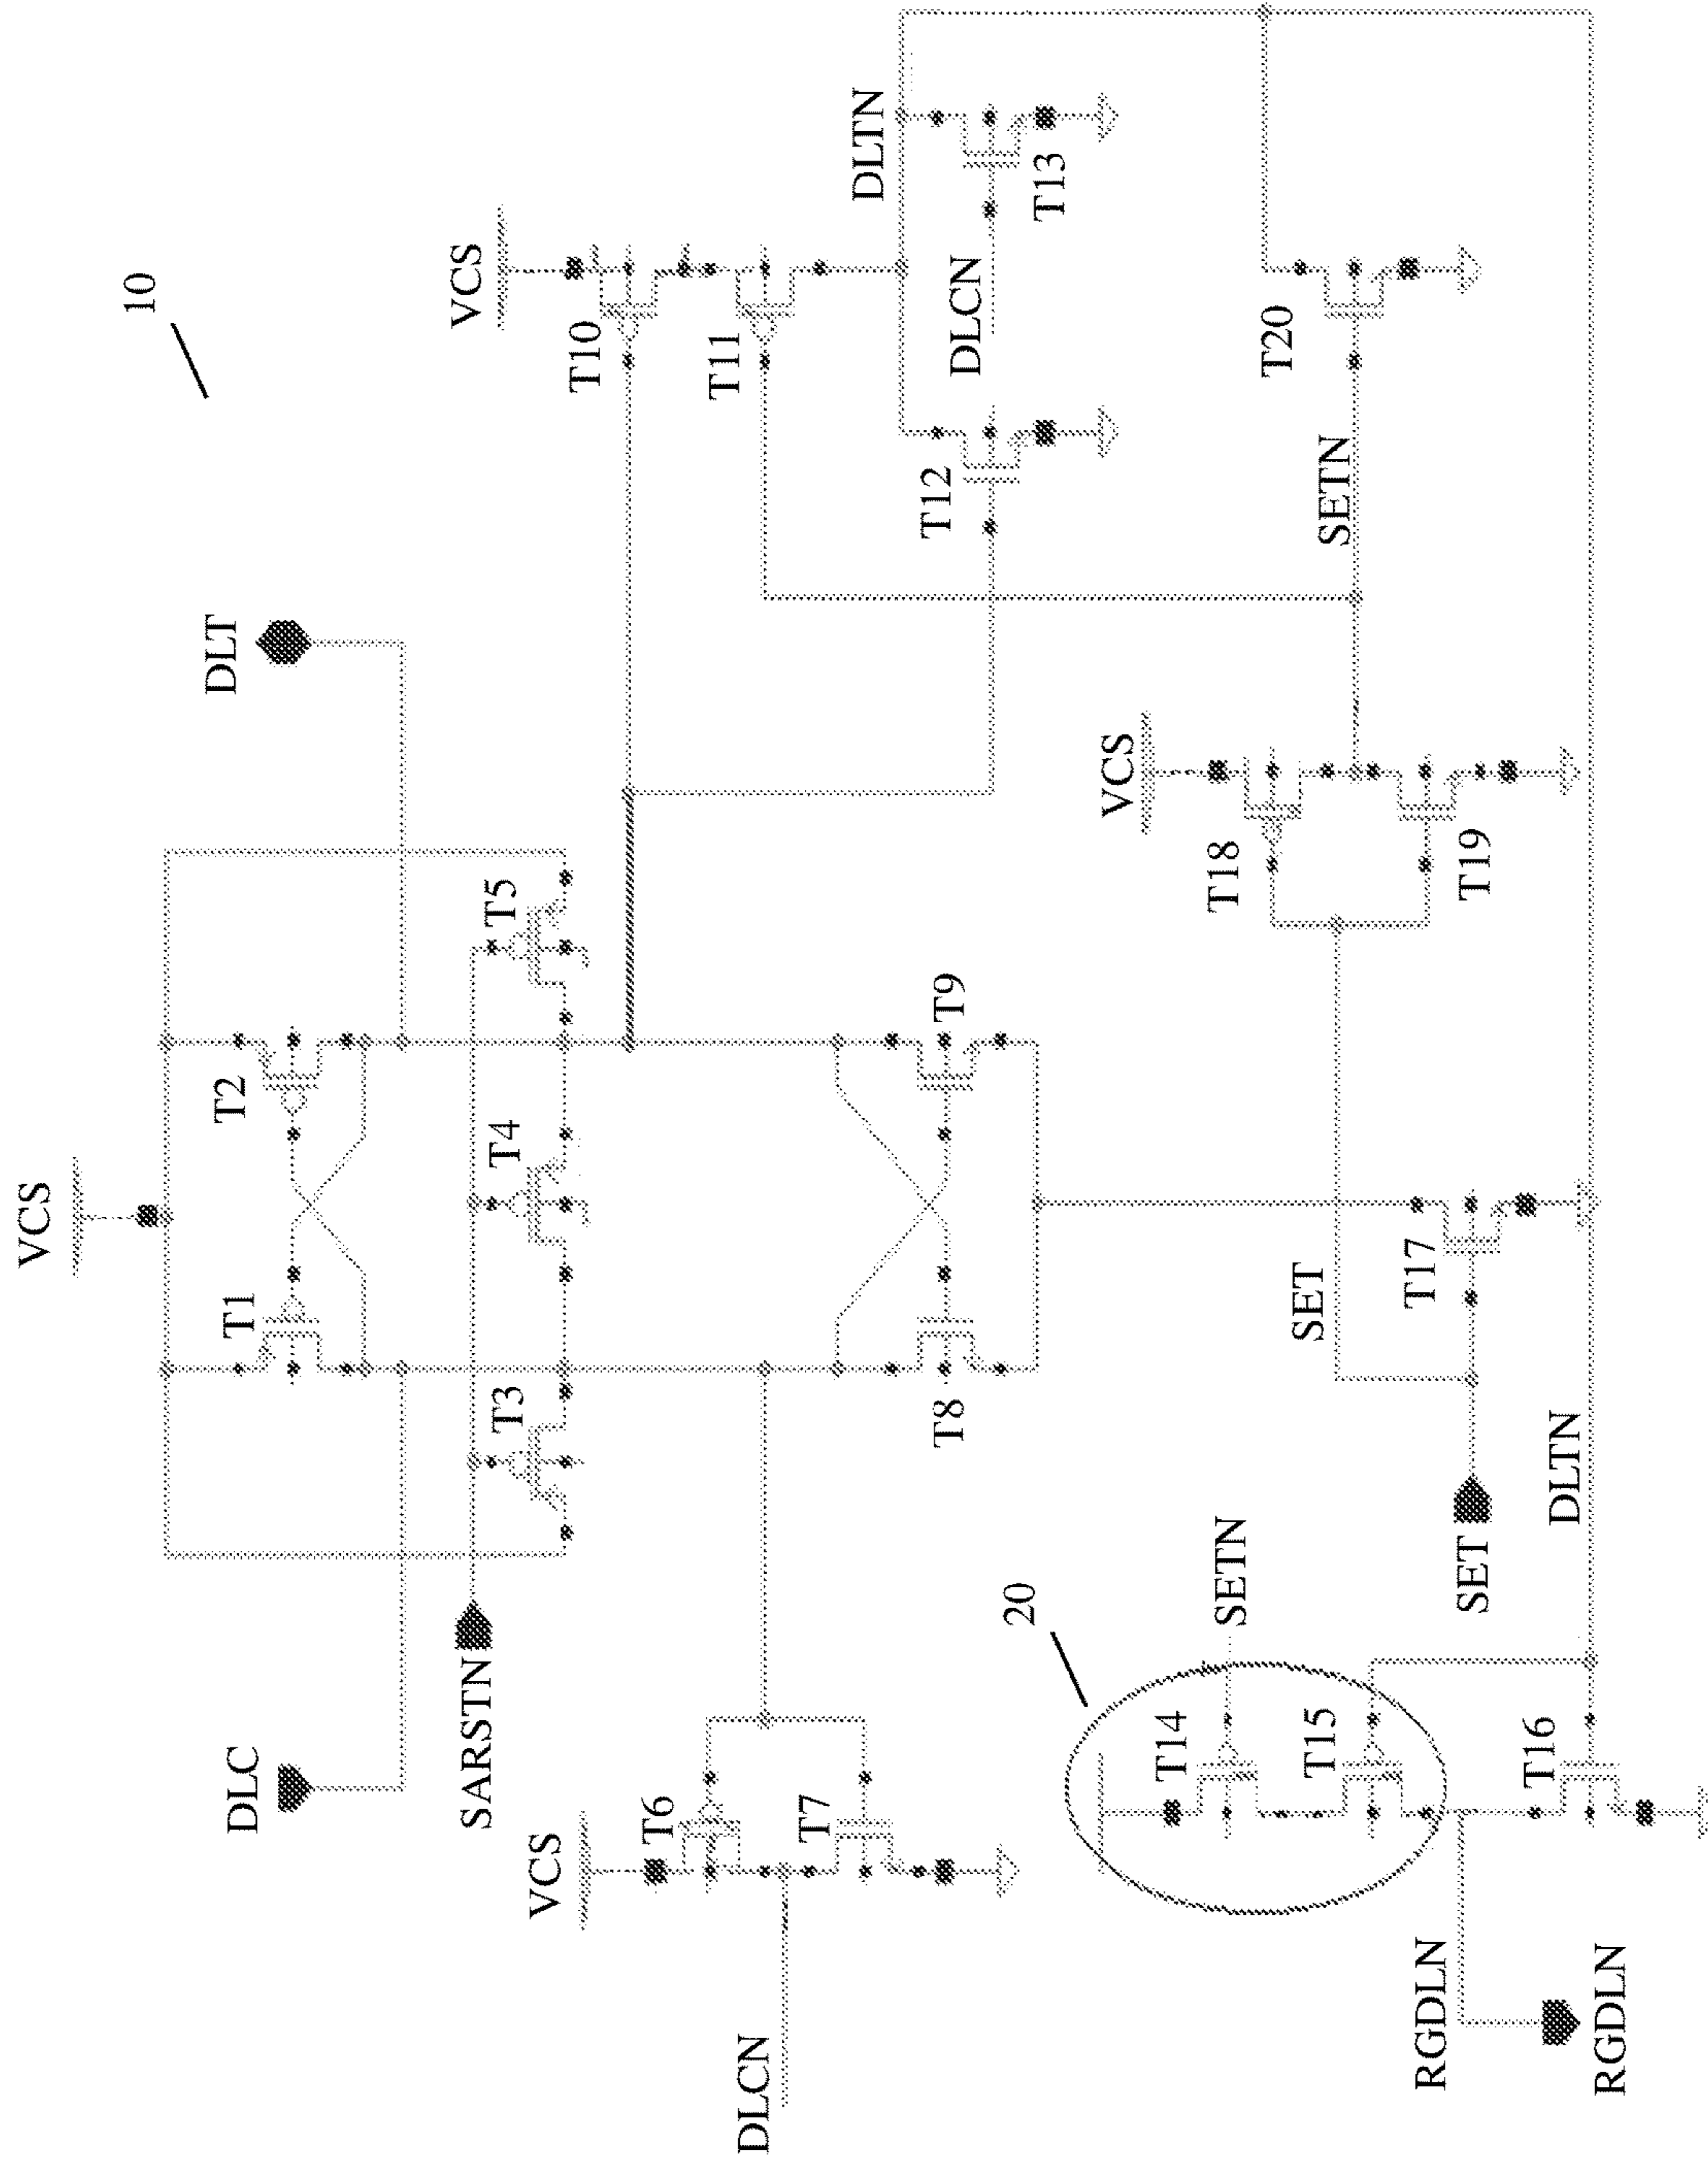 10
VCS
DLT
DLC
T1
T2
SARSTN
T3
T4
T5
VCS
T10
T11
DLTN
DLCN
T13
T12
VCS
T6
T7
DLCN
T8
T9
VCS
T18
T19
SETN
T20
SET
T17
SET
DLTN
20
SETN
T14
T15
T16
RGDLN
RGDLN